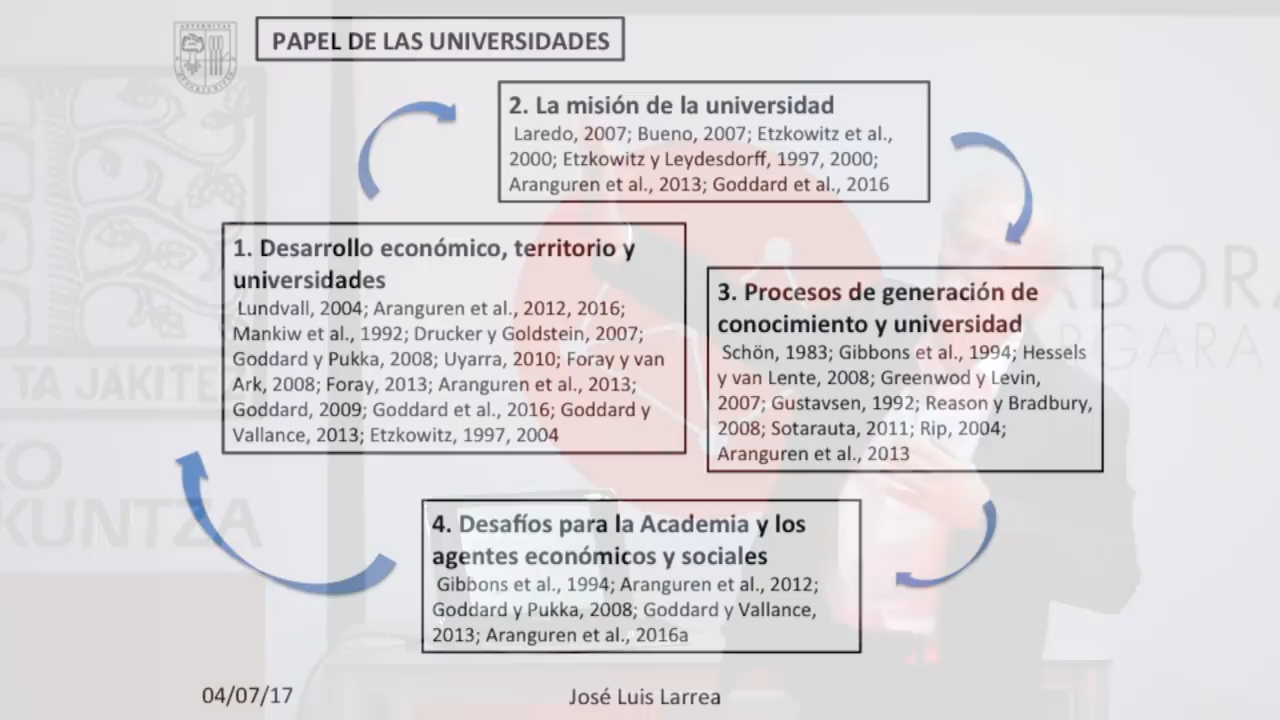 PAPEL DE LAS UNIVERSIDADES
2. La misión de la universidad
Laredo, 2007; Bueno, 2007; Etzkowitz et al.,
2000; Etzkowitz y Leydesdorff, 1997, 2000;
Aranguren et al., 2013; Goddard et al., 2016
1. Desarrollo económico, territorio y
universidades
Lundvall, 2004; Aranguren et al., 2012, 2016;
Mankiw et al., 1992; Drucker y Goldstein, 2007;
Goddard y Pukka, 2008; Uyarra, 2010; Foray y van
Ark, 2008; Foray, 2013; Aranguren et al., 2013;
Goddard, 2009; Goddard et al., 2016; Goddard y
Vallance, 2013; Etzkowitz, 1997, 2004
3. Procesos de generación de
conocimiento y universidad
Schön, 1983; Gibbons et al., 1994; Hessels
y van Lente, 2008; Greenwod y Levin,
2007; Gustavsen, 1992; Reason y Bradbury,
2008; Sotarauta, 2011; Rip, 2004;
Aranguren et al., 2013
4. Desafíos para la Academia y los
agentes económicos y sociales
Gibbons et al., 1994; Aranguren et al., 2012;
Goddard y Pukka, 2008; Goddard y Vallance,
2013; Aranguren et al., 2016a
TA JAKITE
KO
KUNTZA
ABORA
GARA
04/07/17
José Luis Larrea